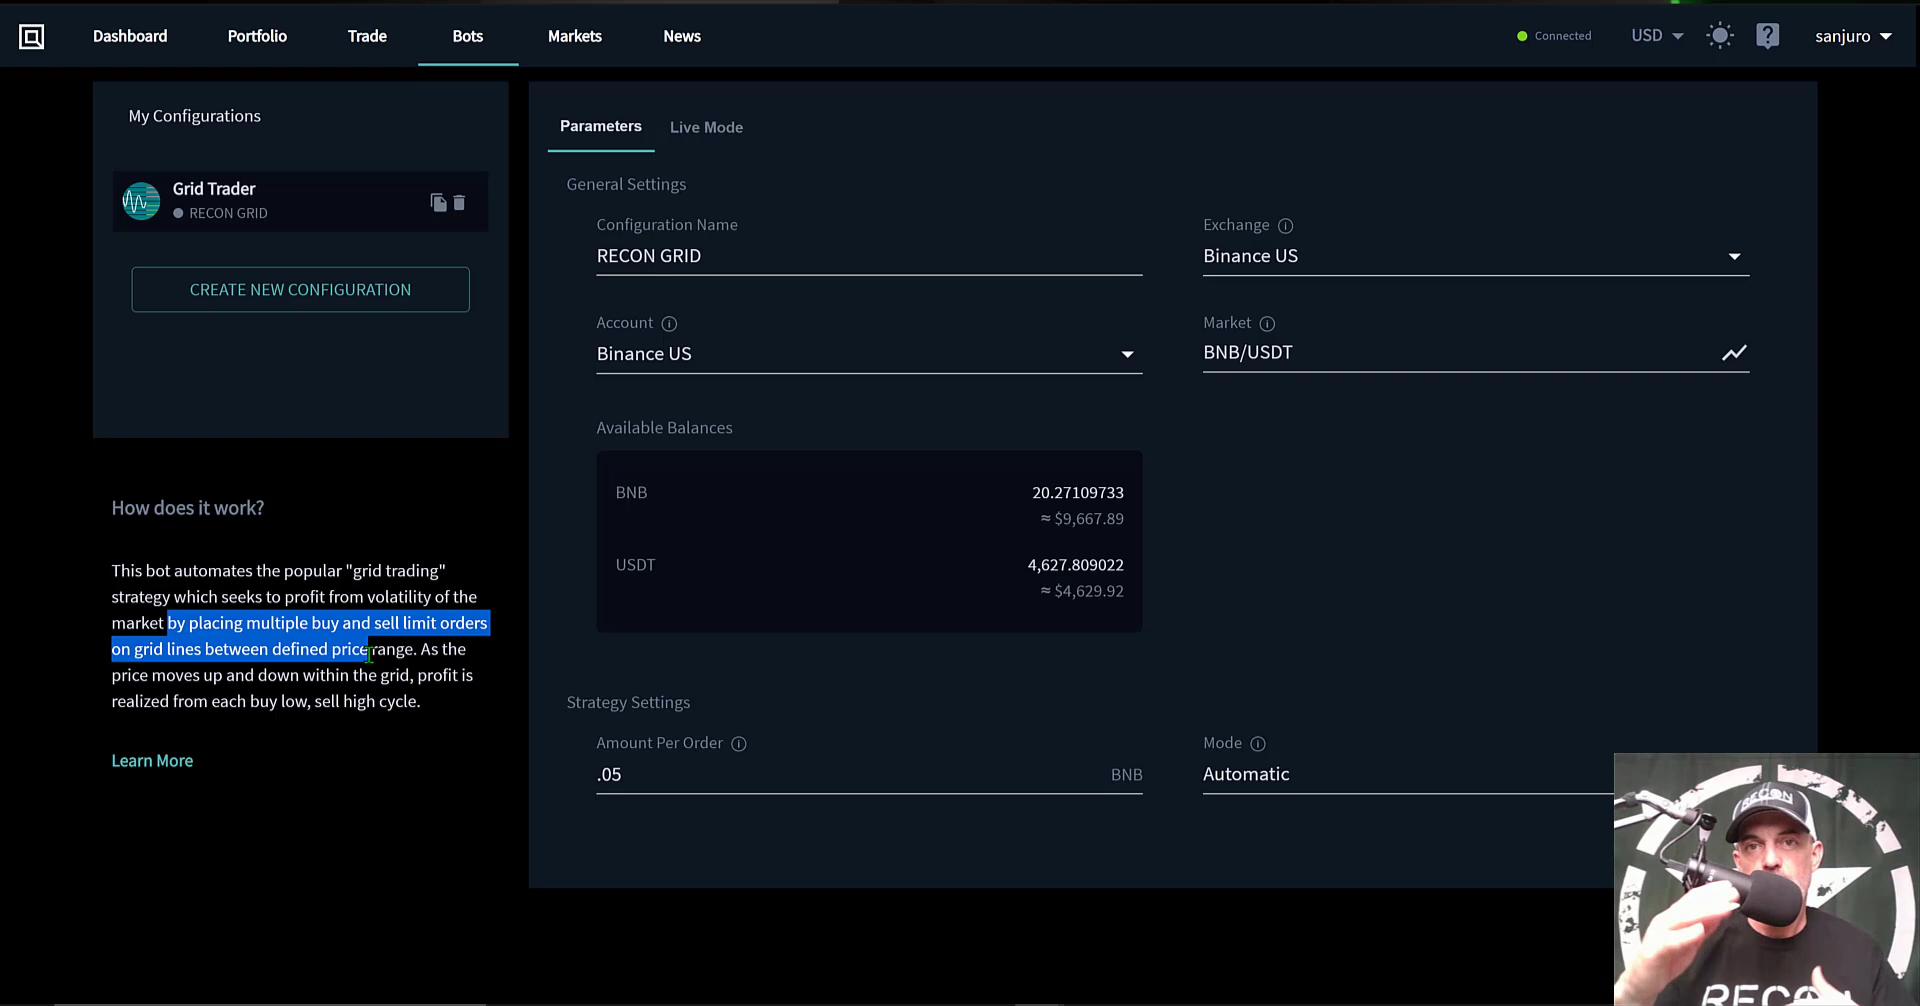 Dashboard
Portfolio
Trade
Bots
Markets
News
Connected
USD
sanjuro
My Configurations
Grid Trader
RECON GRID
CREATE NEW CONFIGURATION
How does it work?
This bot automates the popular "grid trading"
strategy which seeks to profit from volatility of the
market by placing multiple buy and sell limit orders
on grid lines between defined price range. As the
price moves up and down within the grid, profit is
realized from each buy low, sell high cycle.
Learn More
Parameters
Live Mode
General Settings
Configuration Name
RECON GRID
Exchange
Binance US
Account
Binance US
Market
BNB/USDT
Available Balances
BNB
20.27109733
≈ $9,667.89
USDT
4,627.809022
≈ $4,629.92
Strategy Settings
Amount Per Order
.05
BNB
Mode
Automatic
RECON
RECON